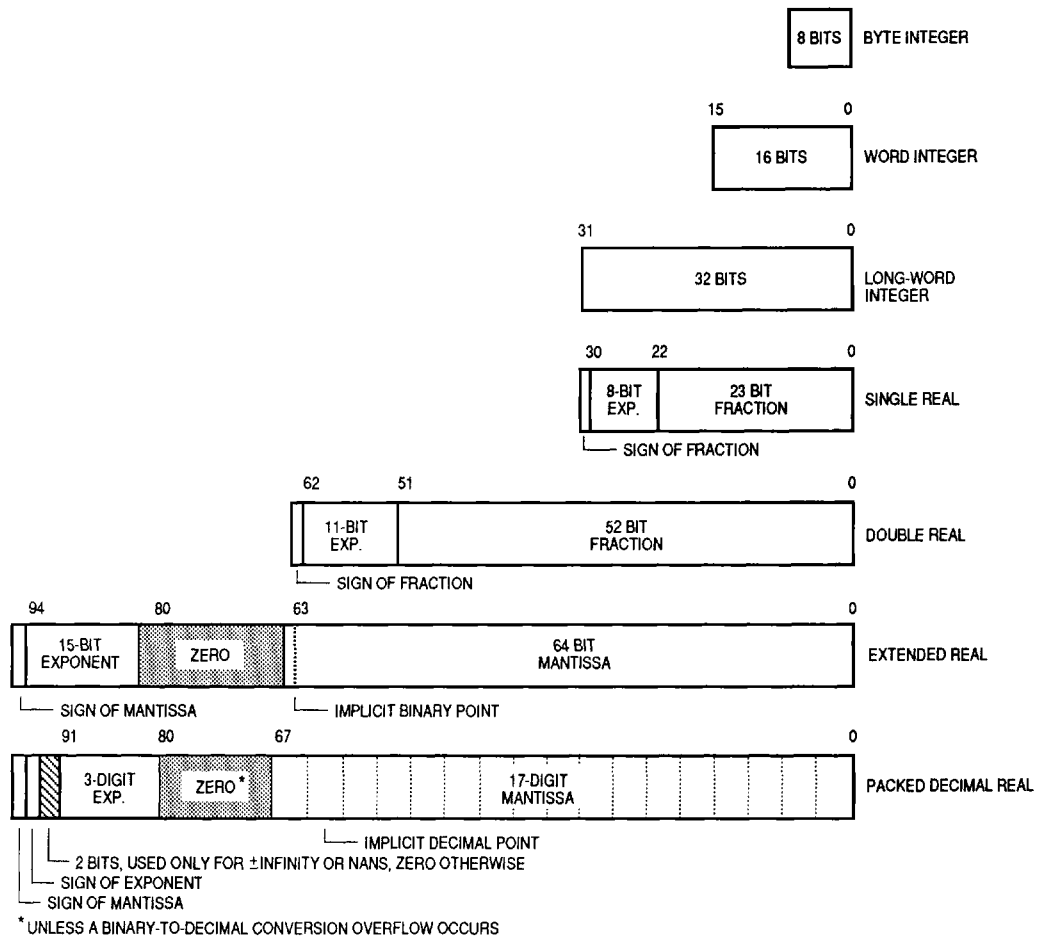 8 BITS BYTE INTEGER
15 0
16 BITS WORD INTEGER
31 0
32 BITS LONG-WORD
INTEGER
30 22 0
8-BIT 23 BIT
EXP. FRACTION SINGLE REAL
SIGN OF FRACTION
62 51 0
11-BIT 52 BIT
EXP. FRACTION DOUBLE REAL
SIGN OF FRACTION
94 80 63 0
15-BIT ZERO 64 BIT
EXPONENT MANTISSA EXTENDED REAL
SIGN OF MANTISSA IMPLICIT BINARY POINT
91 80 67 0
3-DIGIT ZERO* 17-DIGIT
EXP. MANTISSA PACKED DECIMAL REAL
IMPLICIT DECIMAL POINT
2 BITS, USED ONLY FOR ±INFINITY OR NANS, ZERO OTHERWISE
SIGN OF EXPONENT
SIGN OF MANTISSA
* UNLESS A BINARY-TO-DECIMAL CONVERSION OVERFLOW OCCURS